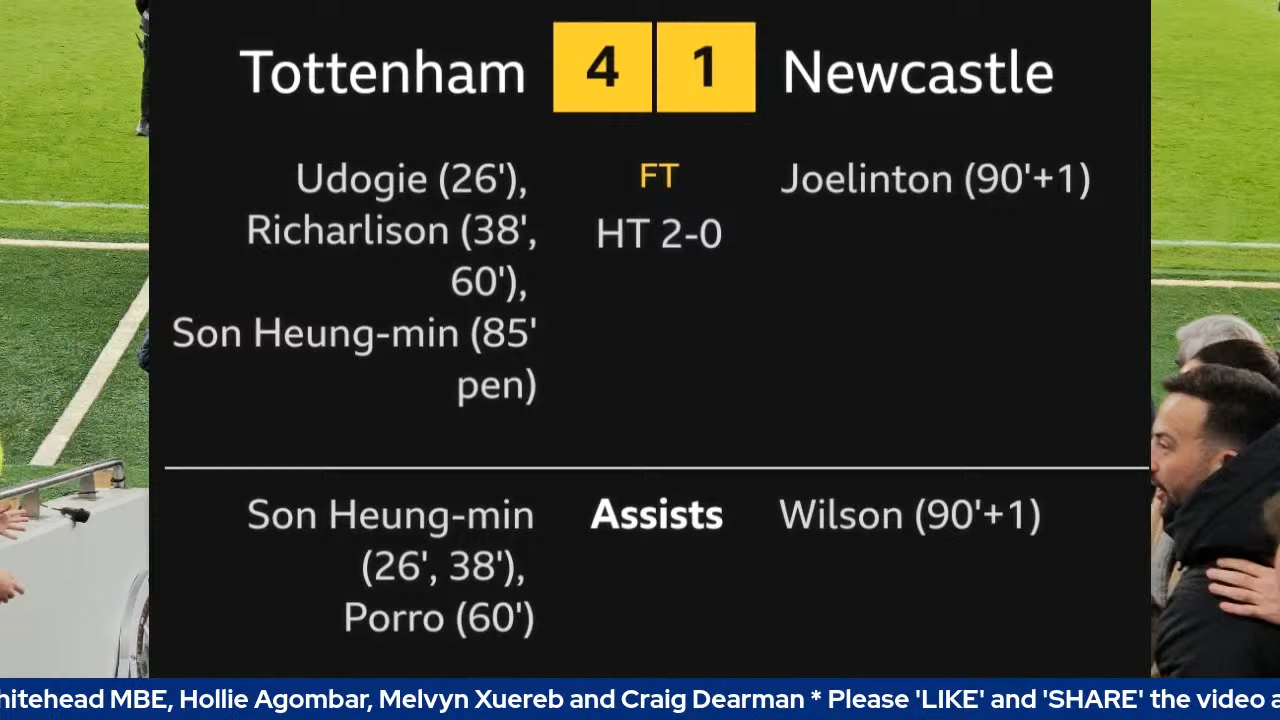 Tottenham 4 1 Newcastle
Udogie (26'), FT Joelinton (90'+1)
Richarlison (38', HT 2-0
60'),
Son Heung-min (85'
pen)
Son Heung-min Assists Wilson (90'+1)
(26', 38'),
Porro (60')
MBE, Hollie Agombar, Melvyn Xuereb and Craig Dearman * Please 'LIKE' and 'SHARE' the video